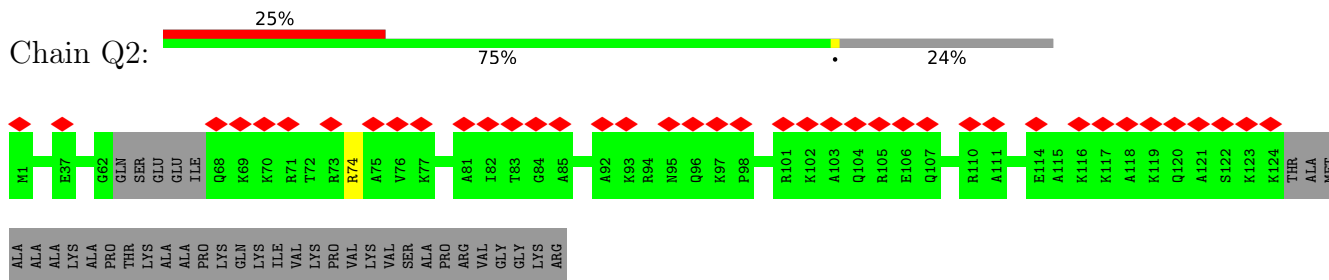 25%
Chain Q2:
75% • 24%
M1 E37 G62 GLN SER GLU GLU ILE Q68 K69 K70 R71 T72 R73 R74 A75 V76 K77 A81 I82 T83 G84 A85 A92 K93 R94 N95 Q96 K97 P98 R101 K102 A103 Q104 R105 E106 Q107 R110 A111 E114 A115 K116 K117 A118 K119 Q120 A121 S122 K123 K124 THR ALA MET
ALA ALA ALA LYS ALA PRO THR LYS ALA ALA PRO LYS GLN LYS ILE VAL LYS PRO VAL LYS VAL SER ALA PRO ARG VAL GLY GLY LYS ARG